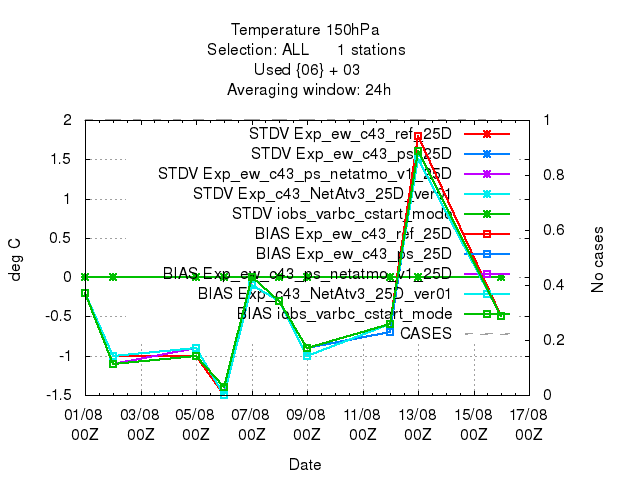 Temperature 150hPa
Selection: ALL 1 stations
Used {06} + 03
Averaging window: 24h
2 1
STDV Exp_ew_c43_ref_25D
STDV Exp_ew_c43_ps_25D
1.5
0.8
STDV Exp_ew_c43_ps_netatmo_v1_25D
STDV Exp_c43_NetAtv3_25D_ver01
1
STDV iobs_varbc_cstart_mode
0.6
BIAS Exp_ew_c43_ref_25D
0.5
BIAS Exp_ew_c43_ps_25D
deg C
No cases
0
BIAS Exp_ew_c43_ps_netatmo_v1_25D
0.4
BIAS Exp_c43_NetAtv3_25D_ver01
-0.5
BIAS iobs_varbc_cstart_mode
CASES
0.2
-1
-1.5 0
01/08 03/08 05/08 07/08 09/08 11/08 13/08 15/08 17/08
00Z 00Z 00Z 00Z 00Z 00Z 00Z 00Z 00Z
Date